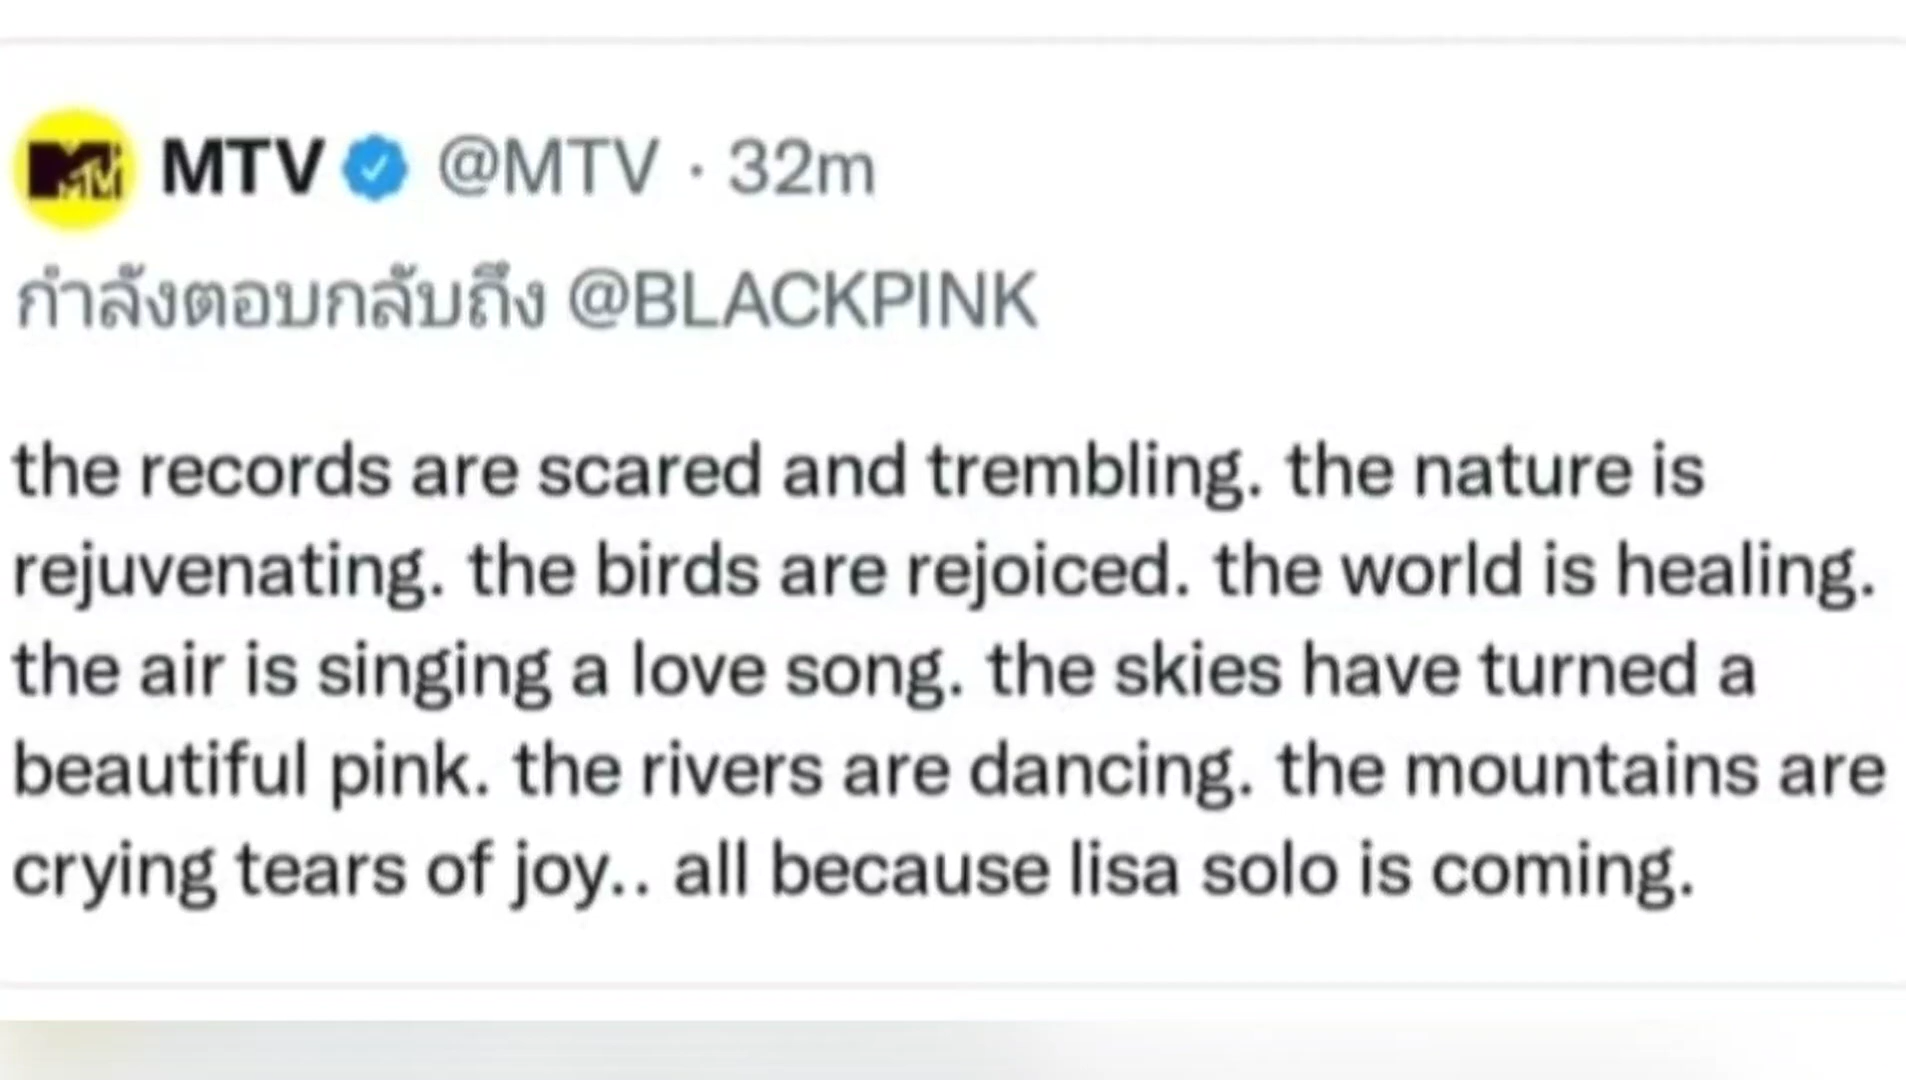 MTV @MTV · 32m
กำลังตอบกลับถึง @BLACKPINK
the records are scared and trembling. the nature is
rejuvenating. the birds are rejoiced. the world is healing.
the air is singing a love song. the skies have turned a
beautiful pink. the rivers are dancing. the mountains are
crying tears of joy.. all because lisa solo is coming.